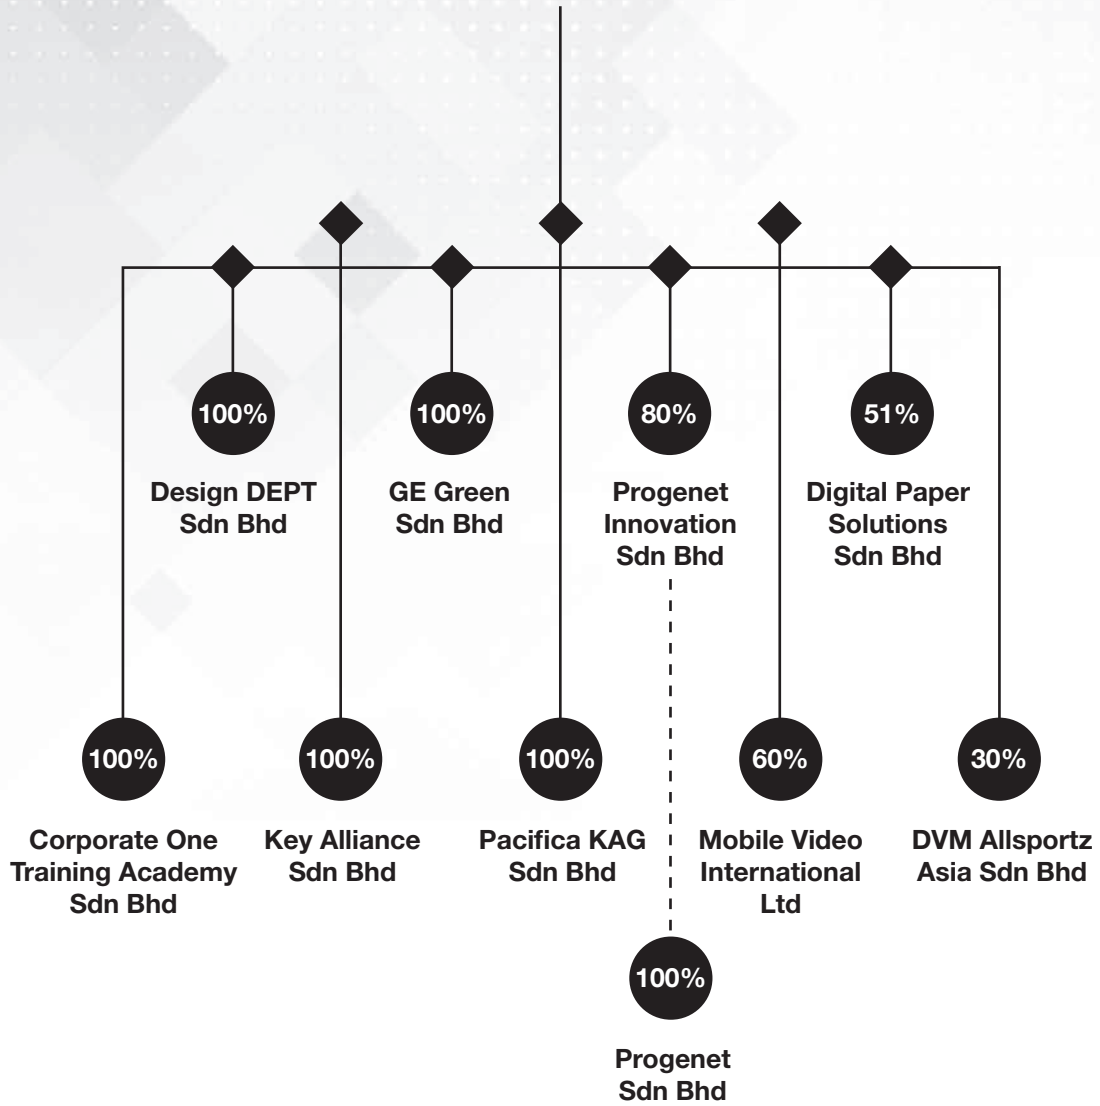 100%
Design DEPT
Sdn Bhd
100%
GE Green
Sdn Bhd
80%
Progenet
Innovation
Sdn Bhd
51%
Digital Paper
Solutions
Sdn Bhd
100%
Corporate One
Training Academy
Sdn Bhd
100%
Key Alliance
Sdn Bhd
100%
Pacifica KAG
Sdn Bhd
60%
Mobile Video
International
Ltd
30%
DVM Allsportz
Asia Sdn Bhd
100%
Progenet
Sdn Bhd